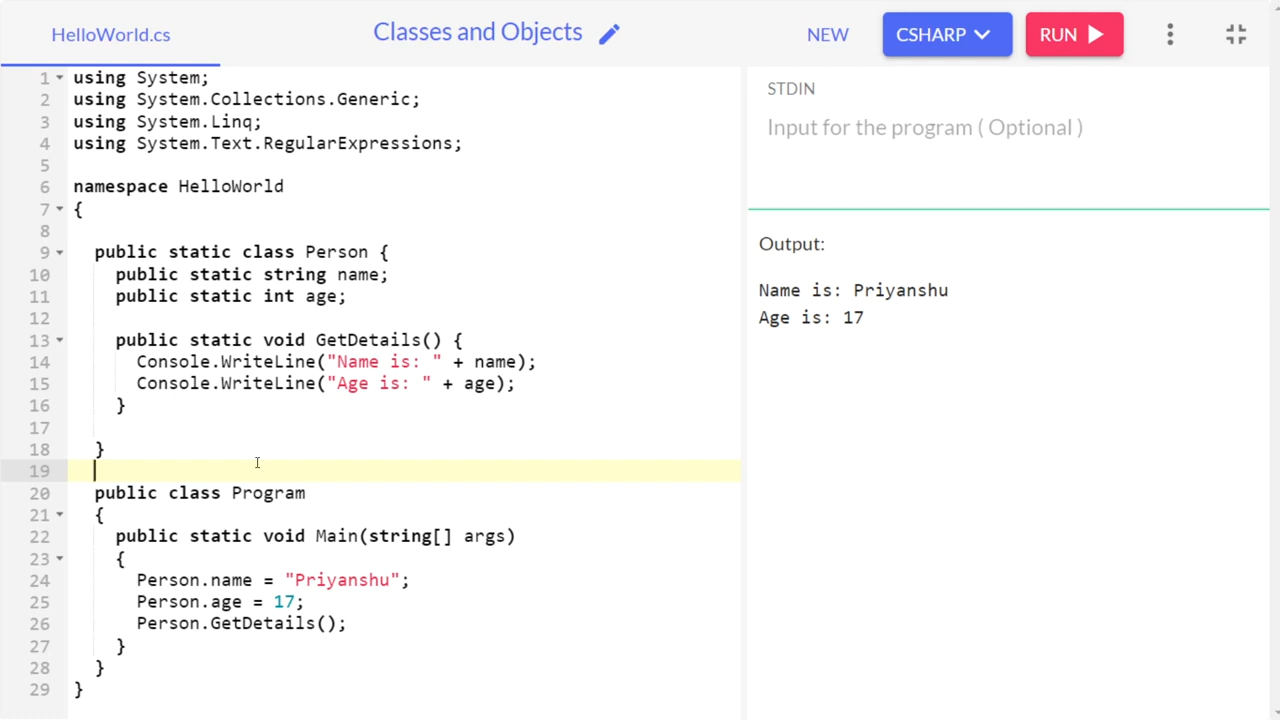 HelloWorld.cs
Classes and Objects
NEW
CSHARP
RUN
1 using System;
2 using System.Collections.Generic;
3 using System.Linq;
4 using System.Text.RegularExpressions;
5
6 namespace HelloWorld
7 {
8
9 public static class Person {
10 public static string name;
11 public static int age;
12
13 public static void GetDetails() {
14 Console.WriteLine("Name is: " + name);
15 Console.WriteLine("Age is: " + age);
16 }
17
18 }
19
20 public class Program
21 {
22 public static void Main(string[] args)
23 {
24 Person.name = "Priyanshu";
25 Person.age = 17;
26 Person.GetDetails();
27 }
28 }
29 }
STDIN
Input for the program ( Optional )
Output:
Name is: Priyanshu
Age is: 17